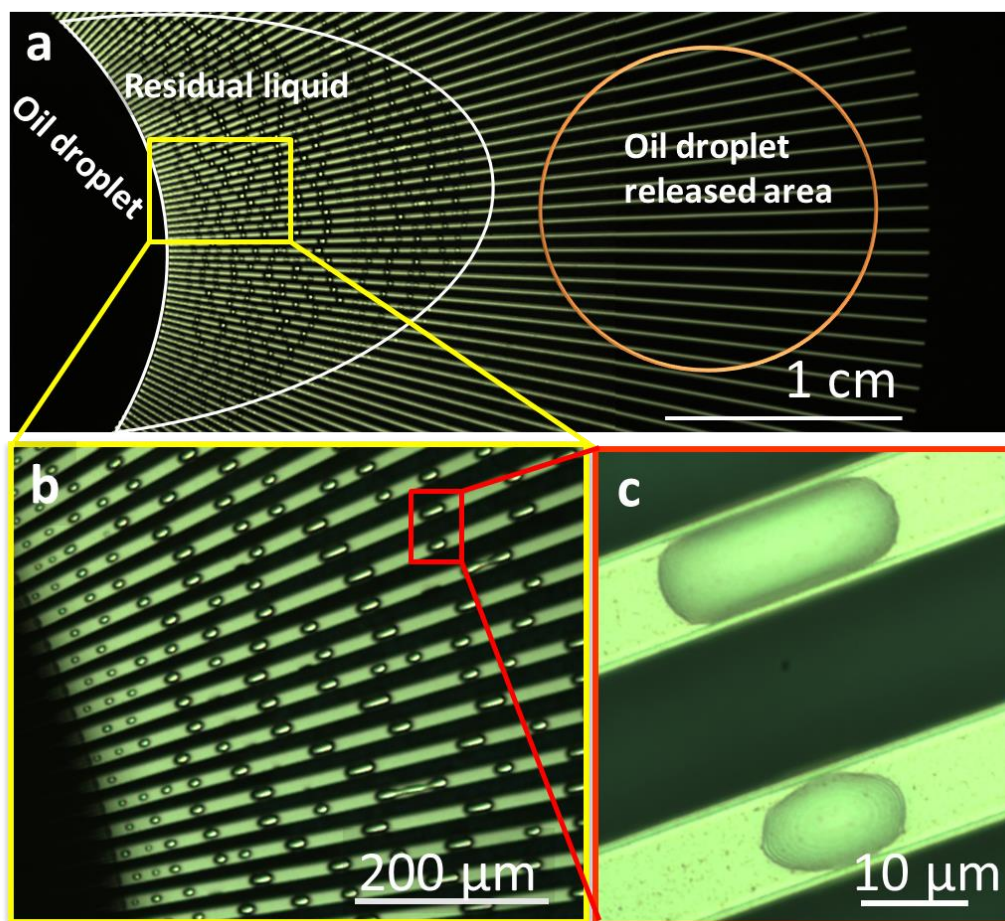 a
Residual liquid
Oil droplet
Oil droplet
released area
1 cm
b
200 μm
c
10 μm